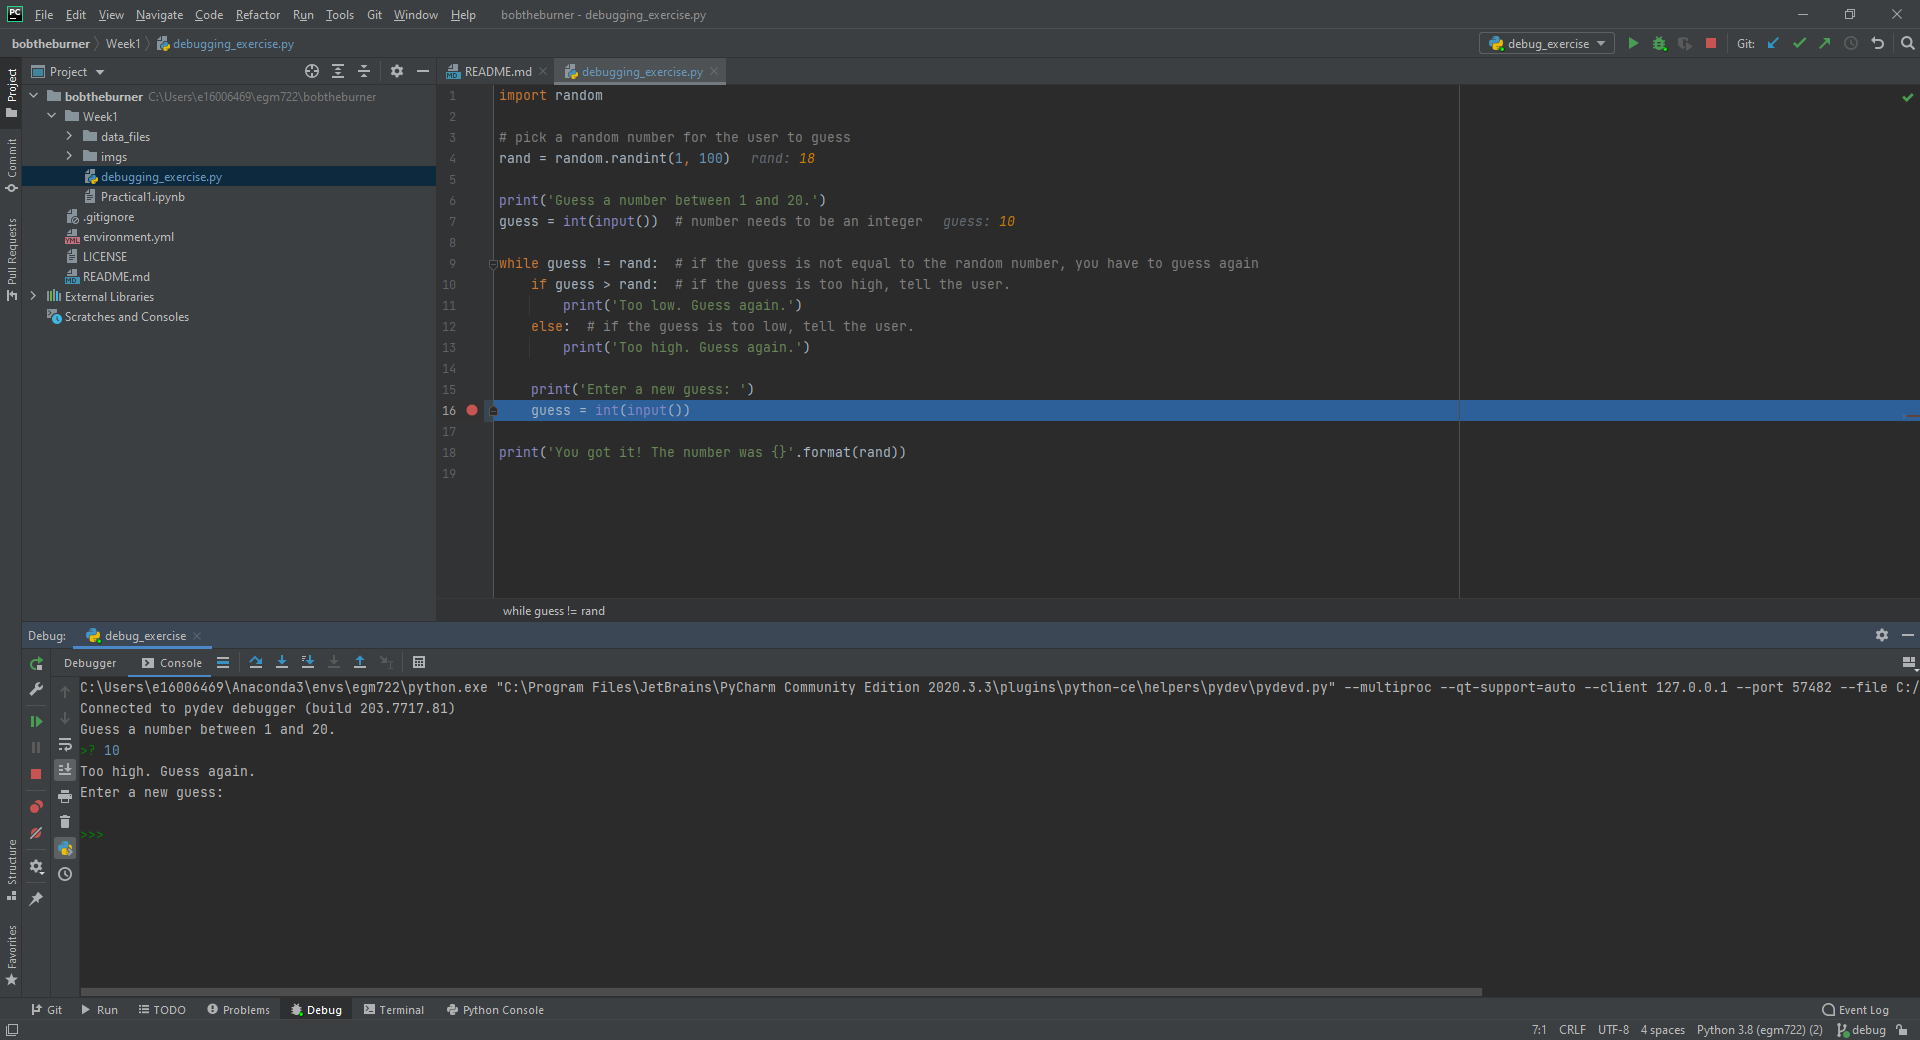 File Edit View Navigate Code Refactor Run Tools Git Window Help bobtheburner - debugging_exercise.py
bobtheburner Week1 debugging_exercise.py debug_exercise Git:
Project
Commit
Pull Requests
Structure
Favorites
Project
bobtheburner C:\Users\e16006469\egm722\bobtheburner
Week1
data_files
imgs
debugging_exercise.py
Practical1.ipynb
.gitignore
environment.yml
LICENSE
README.md
External Libraries
Scratches and Consoles
README.md debugging_exercise.py
1 import random
2
3 # pick a random number for the user to guess
4 rand = random.randint(1, 100) rand: 18
5
6 print('Guess a number between 1 and 20.')
7 guess = int(input()) # number needs to be an integer guess: 10
8
9 while guess != rand: # if the guess is not equal to the random number, you have to guess again
10 if guess > rand: # if the guess is too high, tell the user.
11 print('Too low. Guess again.')
12 else: # if the guess is too low, tell the user.
13 print('Too high. Guess again.')
14
15 print('Enter a new guess: ')
16 guess = int(input())
17
18 print('You got it! The number was {}'.format(rand))
19
while guess != rand
Debug: debug_exercise
Debugger Console
C:\Users\e16006469\Anaconda3\envs\egm722\python.exe "C:\Program Files\JetBrains\PyCharm Community Edition 2020.3.3\plugins\python-ce\helpers\pydev\pydevd.py" --multiproc --qt-support=auto --client 127.0.0.1 --port 57482 --file C:/
Connected to pydev debugger (build 203.7717.81)
Guess a number between 1 and 20.
>? 10
Too high. Guess again.
Enter a new guess:
>>>
Git Run TODO Problems Debug Terminal Python Console Event Log
7:1 CRLF UTF-8 4 spaces Python 3.8 (egm722) (2) debug